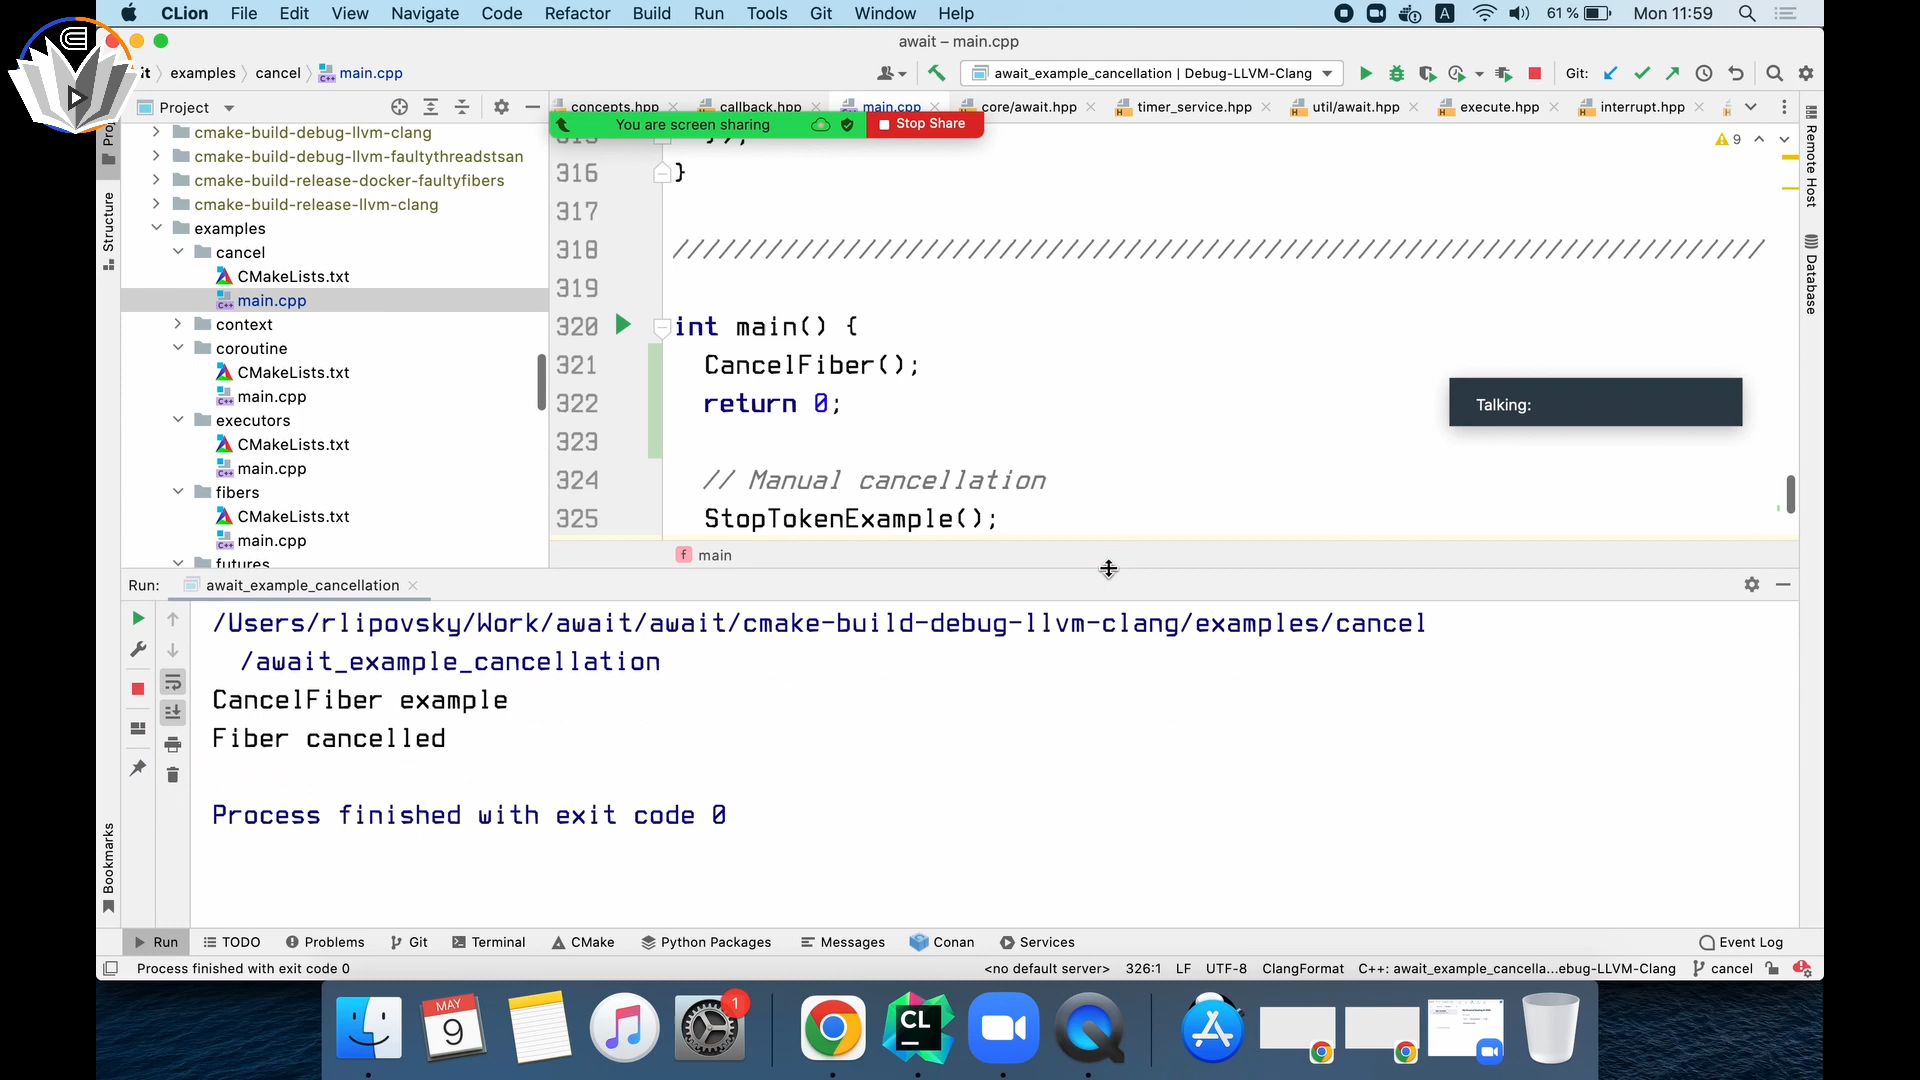 CLion File Edit View Navigate Code Refactor Build Run Tools Git Window Help A 61 % Mon 11:59
await – main.cpp
it examples cancel main.cpp
await_example_cancellation | Debug-LLVM-Clang
Git:
Project
concepts.hpp callback.hpp main.cpp core/await.hpp timer_service.hpp util/await.hpp execute.hpp interrupt.hpp
You are screen sharing Stop Share
9
cmake-build-debug-llvm-clang
cmake-build-debug-llvm-faultythreadstsan
cmake-build-release-docker-faultyfibers
cmake-build-release-llvm-clang
examples
cancel
CMakeLists.txt
main.cpp
context
coroutine
CMakeLists.txt
main.cpp
executors
CMakeLists.txt
main.cpp
fibers
CMakeLists.txt
main.cpp
futures
Structure
Bookmarks
Remote Host
Database
316 }
317
318 ///////////////////////////////////////////////////////////////////////
319
320 int main() {
321 CancelFiber();
322 return 0;
323
324 // Manual cancellation
325 StopTokenExample();
f main
Talking:
Run: await_example_cancellation
/Users/rlipovsky/Work/await/await/cmake-build-debug-llvm-clang/examples/cancel
/await_example_cancellation
CancelFiber example
Fiber cancelled
Process finished with exit code 0
Run TODO Problems Git Terminal CMake Python Packages Messages Conan Services Event Log
Process finished with exit code 0 <no default server> 326:1 LF UTF-8 ClangFormat C++: await_example_cancella...ebug-LLVM-Clang cancel
MAY
9
1
CL